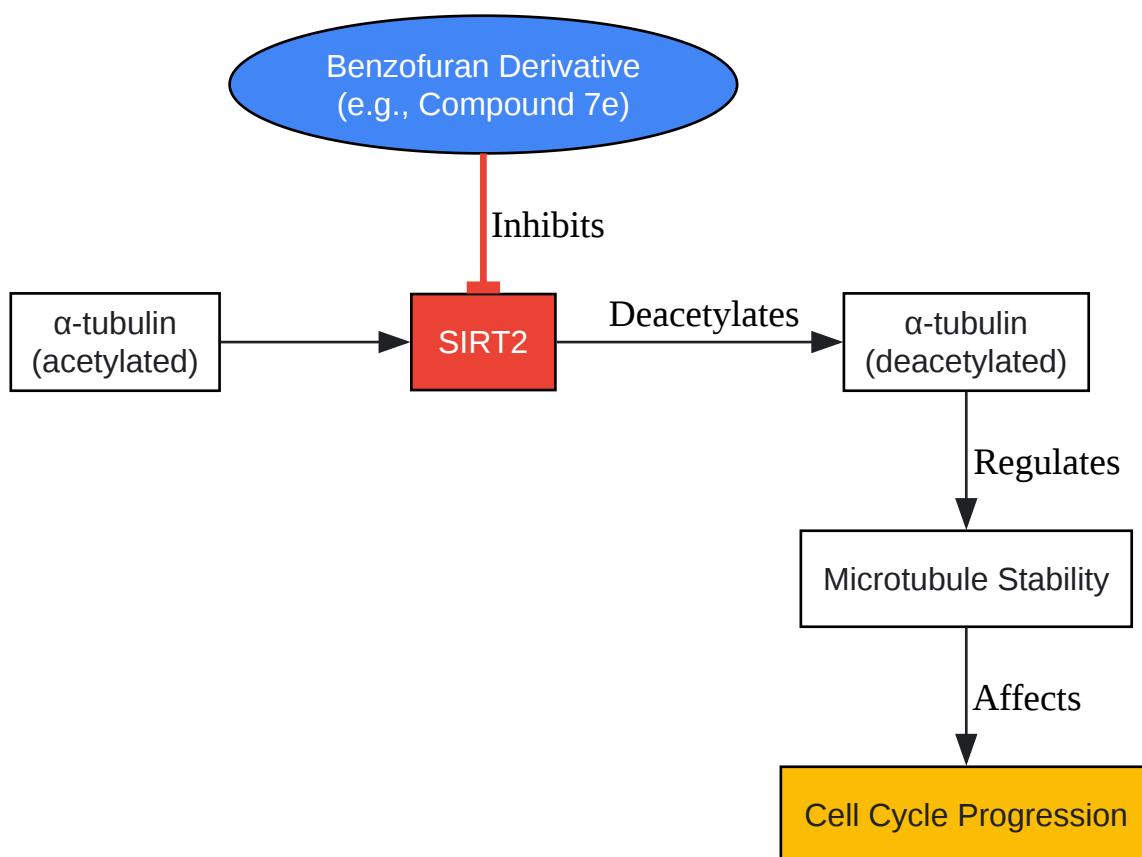 Benzofuran Derivative
(e.g., Compound 7e)
Inhibits
α-tubulin
(acetylated)
SIRT2
Deacetylates
α-tubulin
(deacetylated)
Regulates
Microtubule Stability
Affects
Cell Cycle Progression